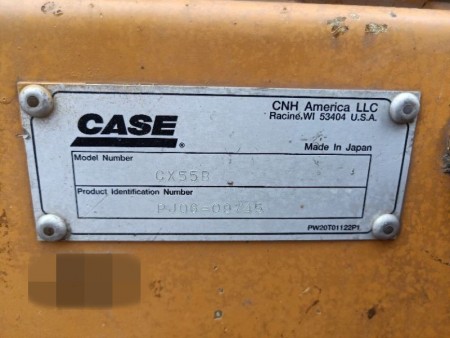 CASE
®
CNH America LLC
Racine, WI 53404 U.S.A.
Made In Japan
Model Number
CX55B
Product Identification Number
PW20T01122P1